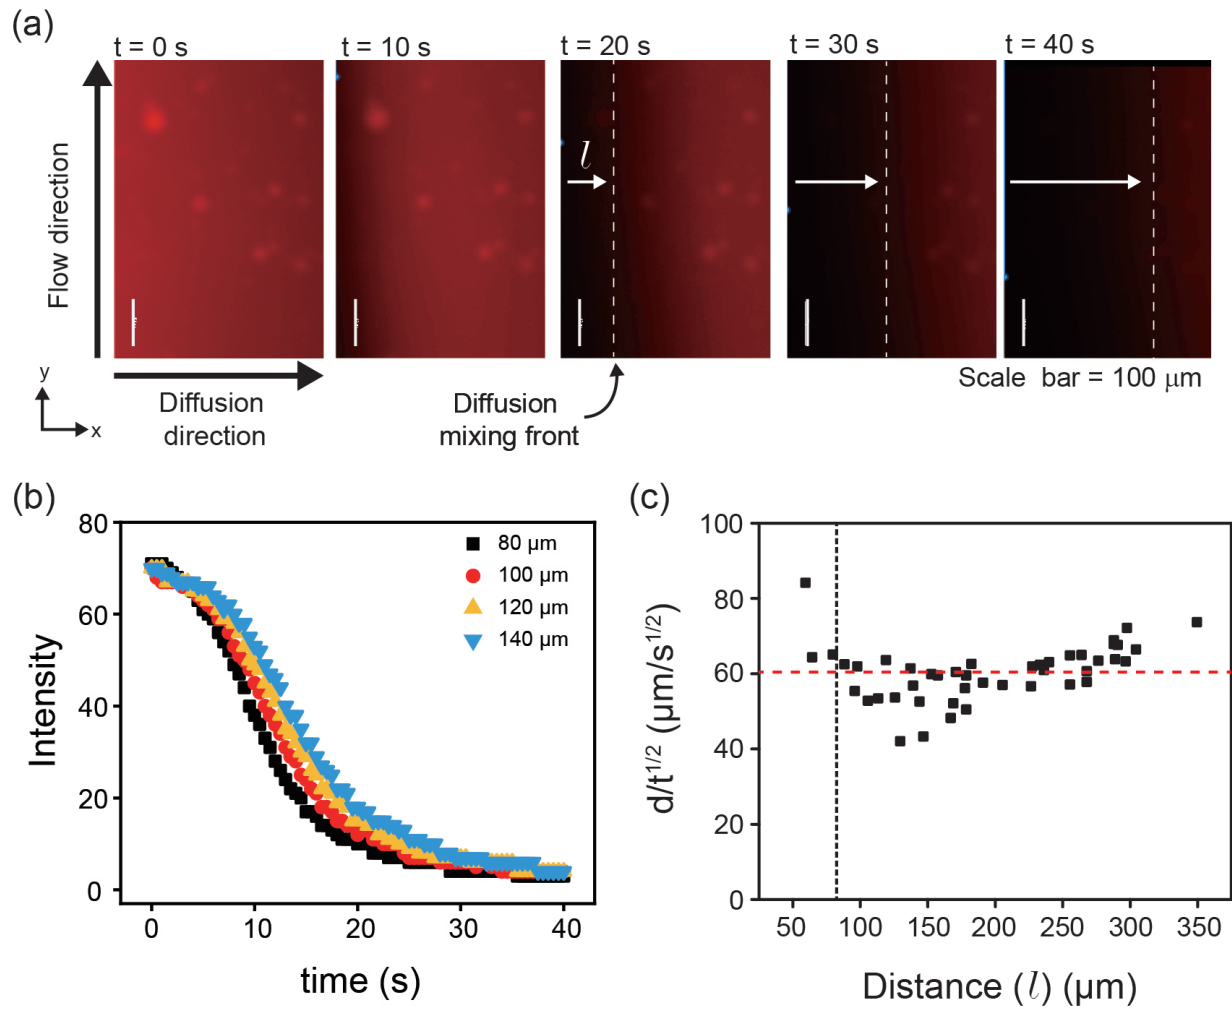 (a)
t = 0 s
t = 10 s
t = 20 s
t = 30 s
t = 40 s
Flow direction
l
y
x
Diffusion
direction
Diffusion
mixing front
Scale bar = 100 μm
(b)
80
60
40
20
0
Intensity
80 μm
100 μm
120 μm
140 μm
0 10 20 30 40
time (s)
(c)
100
80
60
40
20
0
d/t1/2 (μm/s1/2)
50 100 150 200 250 300 350
Distance (l) (μm)